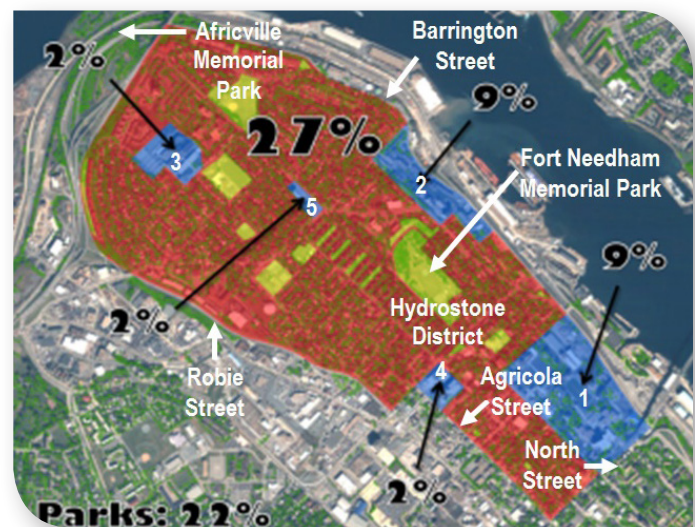 Africville
Memorial
Park
Barrington
Street
2%
9%
27%
3
2
Fort Needham
Memorial Park
5
9%
Hydrostone
District
2%
Robie
Street
4
Agricola
Street
1
North
Street
2%
Parks: 22%